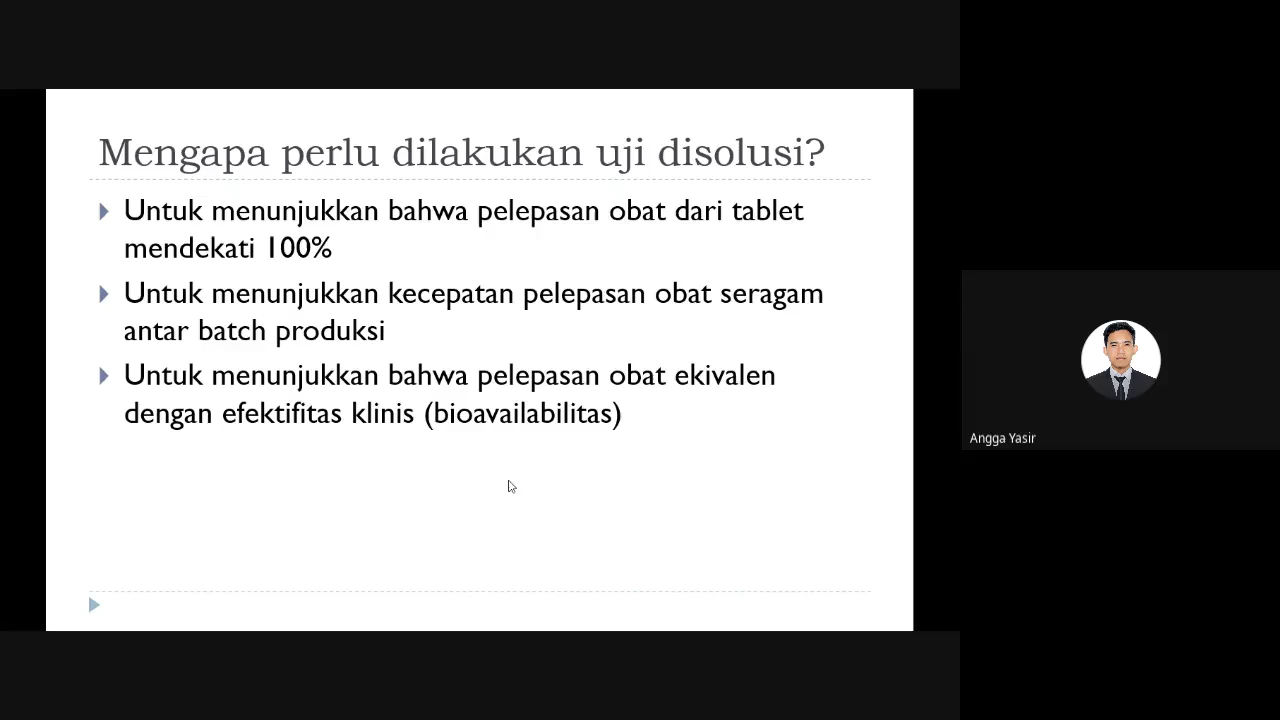 Mengapa perlu dilakukan uji disolusi?
Untuk menunjukkan bahwa pelepasan obat dari tablet
mendekati 100%
Untuk menunjukkan kecepatan pelepasan obat seragam
antar batch produksi
Untuk menunjukkan bahwa pelepasan obat ekivalen
dengan efektifitas klinis (bioavailabilitas)
Angga Yasir